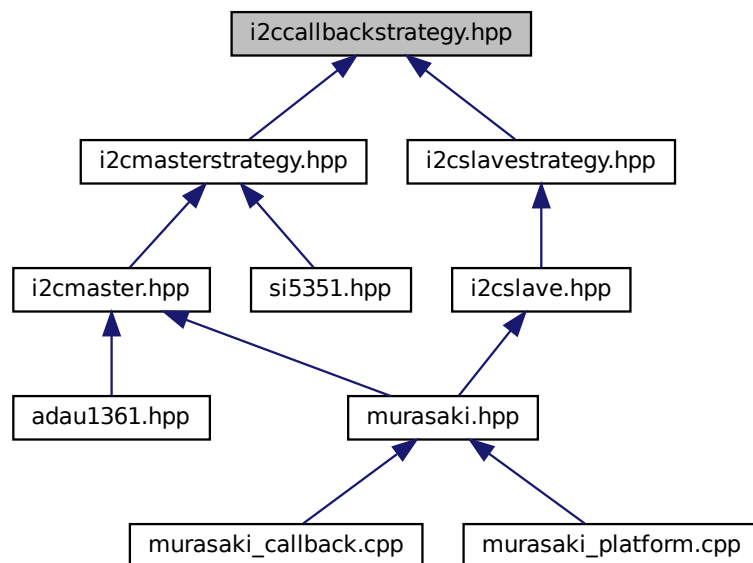 i2ccallbackstrategy.hpp
i2cmasterstrategy.hpp
i2cslavestrategy.hpp
i2cmaster.hpp
si5351.hpp
i2cslave.hpp
adau1361.hpp
murasaki.hpp
murasaki_callback.cpp
murasaki_platform.cpp